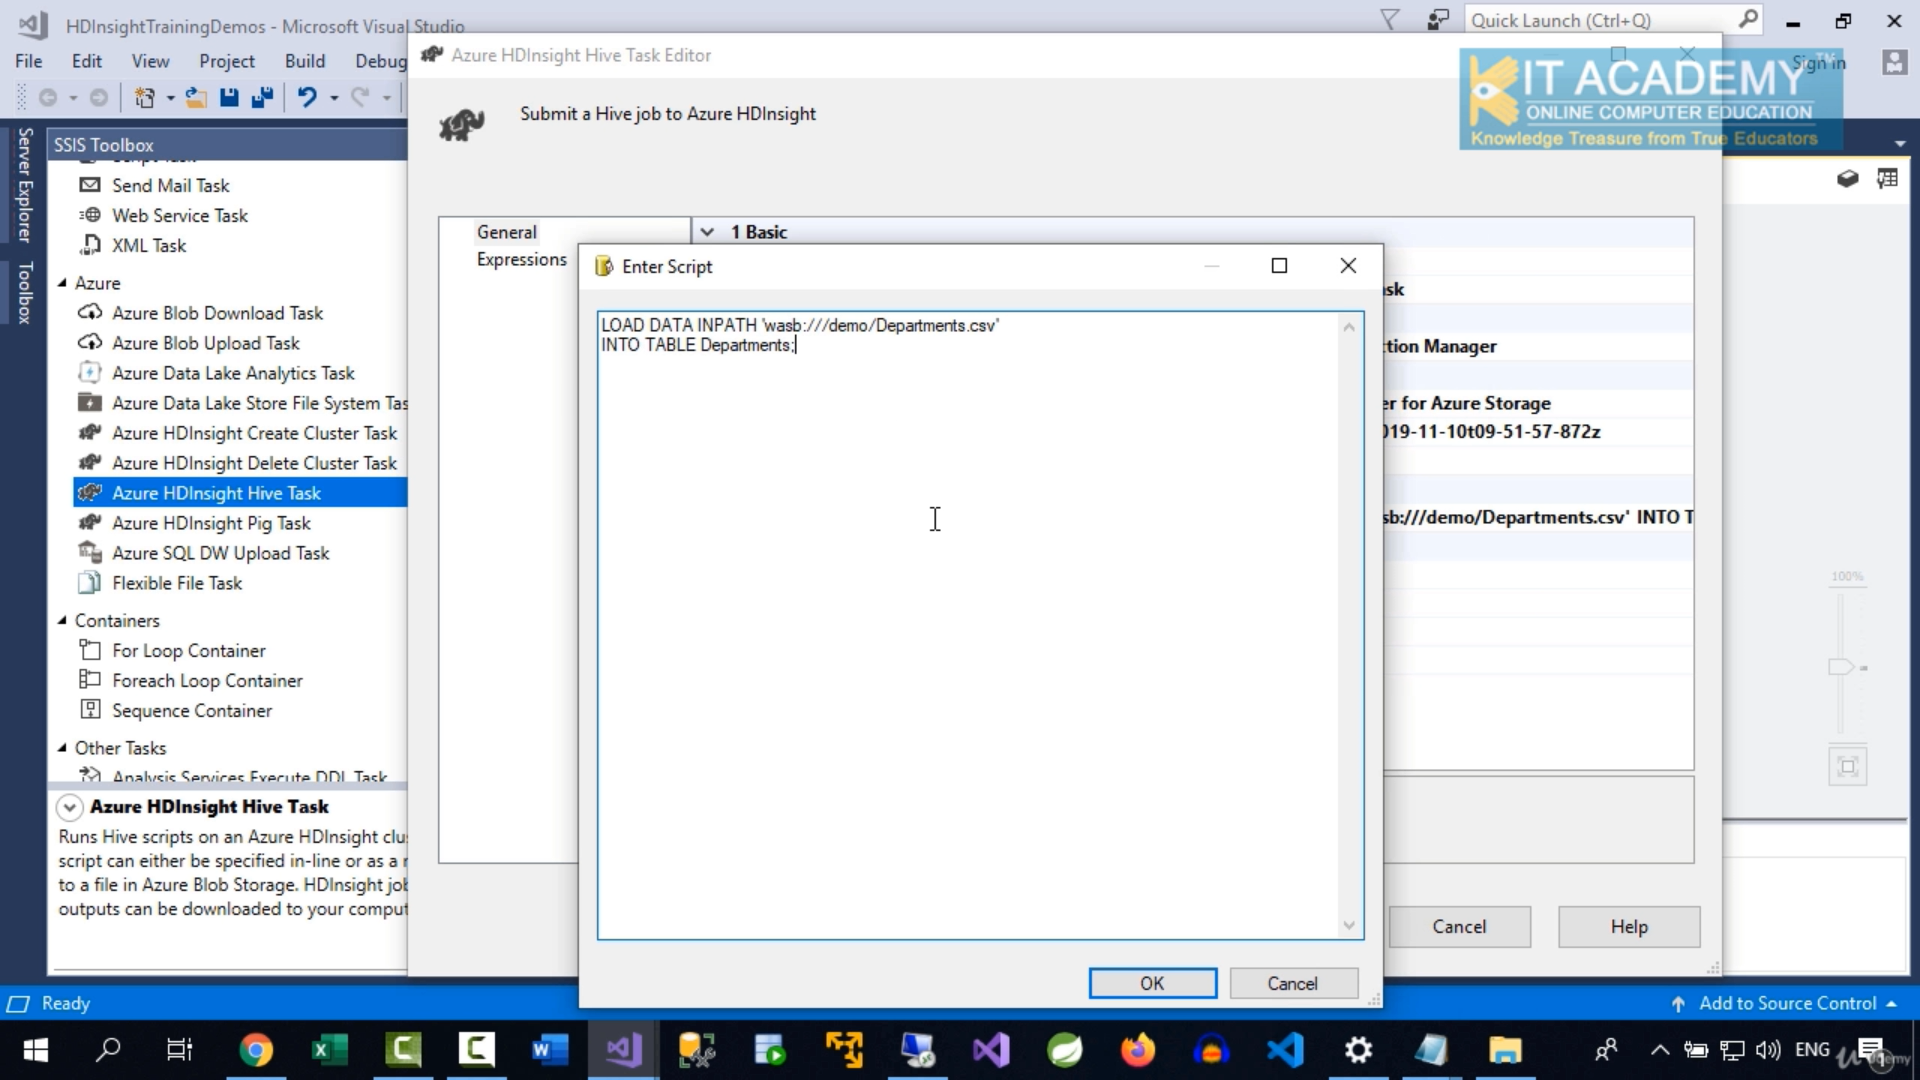 HDInsightTrainingDemos - Microsoft Visual Studio
Quick Launch (Ctrl+Q)
File Edit View Project Build Debug
Sign in
Azure HDInsight Hive Task Editor
Submit a Hive job to Azure HDInsight
KIT ACADEMY
ONLINE COMPUTER EDUCATION
Knowledge Treasure from True Educators
Server Explorer
Toolbox
SSIS Toolbox
Script Task
Send Mail Task
Web Service Task
XML Task
Azure
Azure Blob Download Task
Azure Blob Upload Task
Azure Data Lake Analytics Task
Azure Data Lake Store File System Tas
Azure HDInsight Create Cluster Task
Azure HDInsight Delete Cluster Task
Azure HDInsight Hive Task
Azure HDInsight Pig Task
Azure SQL DW Upload Task
Flexible File Task
Containers
For Loop Container
Foreach Loop Container
Sequence Container
Other Tasks
Analysis Services Execute DDL Task
Azure HDInsight Hive Task
Runs Hive scripts on an Azure HDInsight clu
script can either be specified in-line or as a r
to a file in Azure Blob Storage. HDInsight job
outputs can be downloaded to your comput
General
Expressions
1 Basic
sk
ction Manager
er for Azure Storage
019-11-10t09-51-57-872z
sb:///demo/Departments.csv' INTO T
Enter Script
LOAD DATA INPATH 'wasb:///demo/Departments.csv'
INTO TABLE Departments;
OK Cancel
Cancel Help
100%
Ready
Add to Source Control
ENG